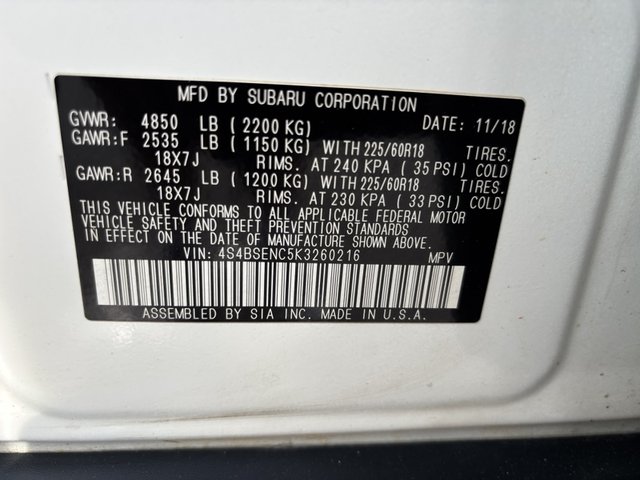 MFD BY SUBARU CORPORATION
GVWR: 4850 LB ( 2200 KG) DATE: 11/18
GAWR: F 2535 LB ( 1150 KG) WITH 225/60R18 TIRES.
18X7J RIMS. AT 240 KPA ( 35 PSI) COLD
GAWR: R 2645 LB ( 1200 KG) WITH 225/60R18 TIRES.
18X7J RIMS. AT 230 KPA ( 33 PSI) COLD
THIS VEHICLE CONFORMS TO ALL APPLICABLE FEDERAL MOTOR
VEHICLE SAFETY AND THEFT PREVENTION STANDARDS
IN EFFECT ON THE DATE OF MANUFACTURE SHOWN ABOVE.
VIN: 4S4BSENC5K3260216 MPV
ASSEMBLED BY SIA INC. MADE IN U.S.A.